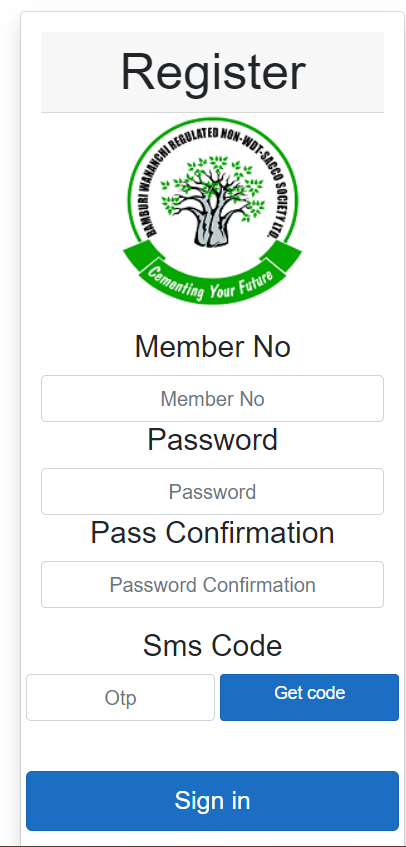 Register
BAMBURI WANANCHI REGULATED NON-WDT-SACCO SOCIETY LTD.
Cementing Your Future
Member No
Member No
Password
Password
Pass Confirmation
Password Confirmation
Sms Code
Otp
Get code
Sign in